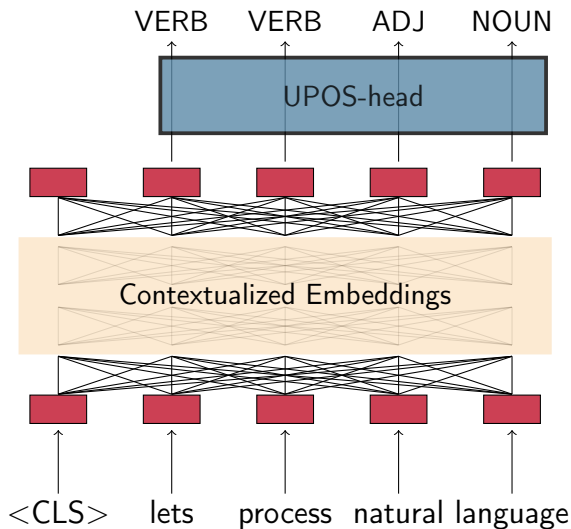 VERB VERB ADJ NOUN
UPOS-head
Contextualized Embeddings
<CLS> lets process natural language